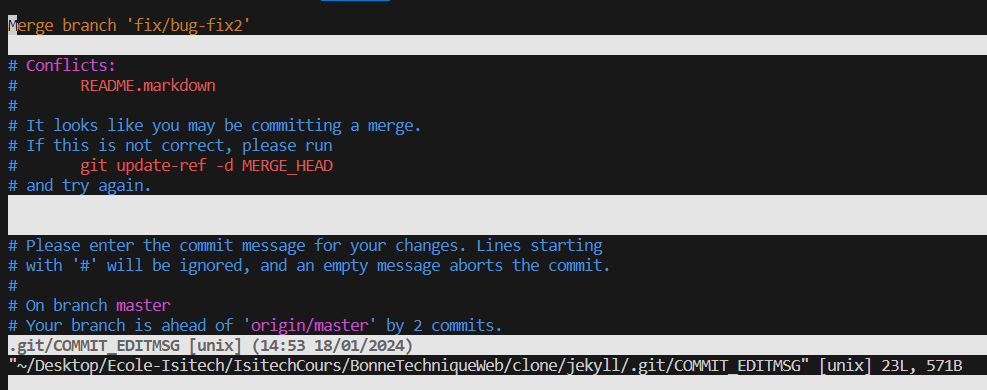 Merge branch 'fix/bug-fix2'
# Conflicts:
#       README.markdown
#
# It looks like you may be committing a merge.
# If this is not correct, please run
#       git update-ref -d MERGE_HEAD
# and try again.
# Please enter the commit message for your changes. Lines starting
# with '#' will be ignored, and an empty message aborts the commit.
#
# On branch master
# Your branch is ahead of 'origin/master' by 2 commits.
.git/COMMIT_EDITMSG [unix] (14:53 18/01/2024)
"~/Desktop/Ecole-Isitech/IsitechCours/BonneTechniqueWeb/clone/jekyll/.git/COMMIT_EDITMSG" [unix] 23L, 571B